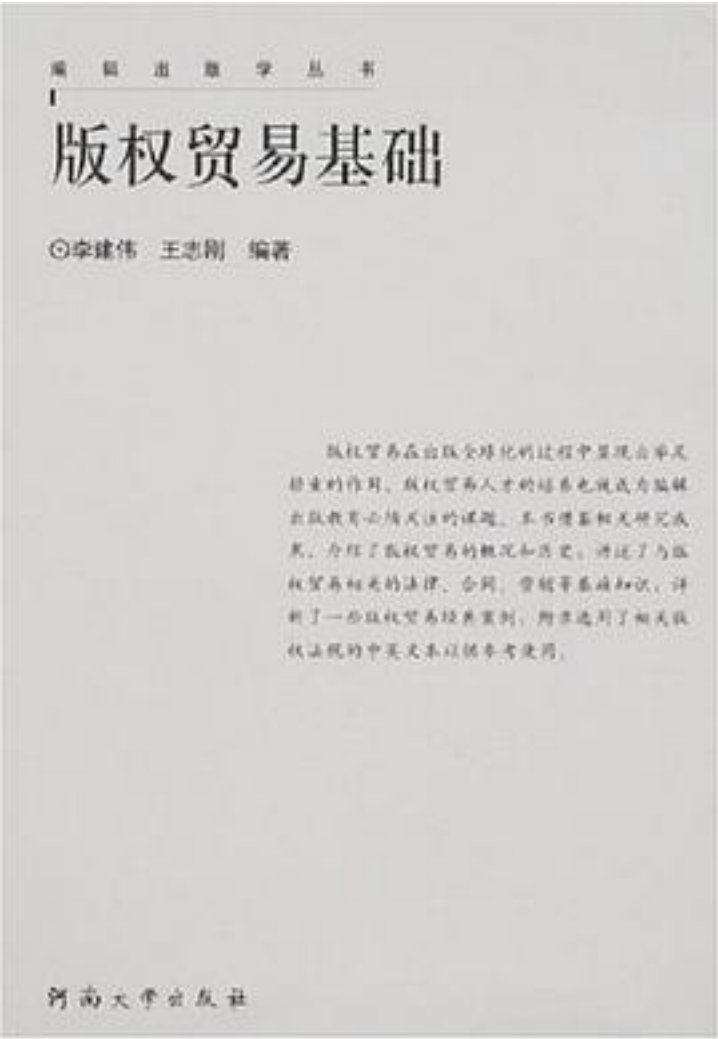 编辑出版学丛书
版权贸易基础
李建伟 王志刚 编著
版权贸易在出版全球化的过程中显现出举足
轻重的作用,版权贸易人才的培养也就成为编辑
出版教育必须关注的课题。本书借鉴相关研究成
果,介绍了版权贸易的概况和历史,讲述了与版
权贸易相关的法律、合同、营销等基础知识,评
析了一些版权贸易经典案例,附录选列了相关版
权法规的中英文本以供参考使用。
河南大学出版社